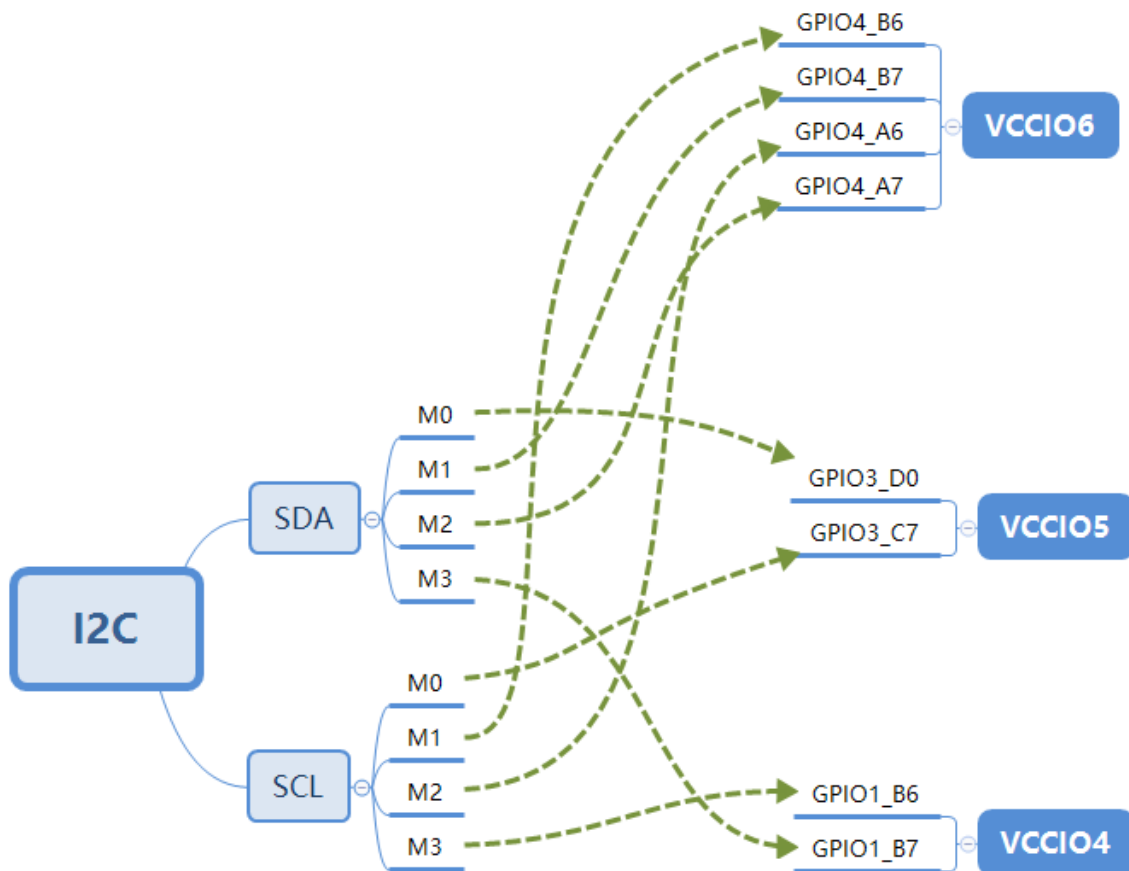 I2C
SDA
M0
M1
M2
M3
SCL
M0
M1
M2
M3
GPIO4_B6
GPIO4_B7
GPIO4_A6
GPIO4_A7
VCCIO6
GPIO3_D0
GPIO3_C7
VCCIO5
GPIO1_B6
GPIO1_B7
VCCIO4